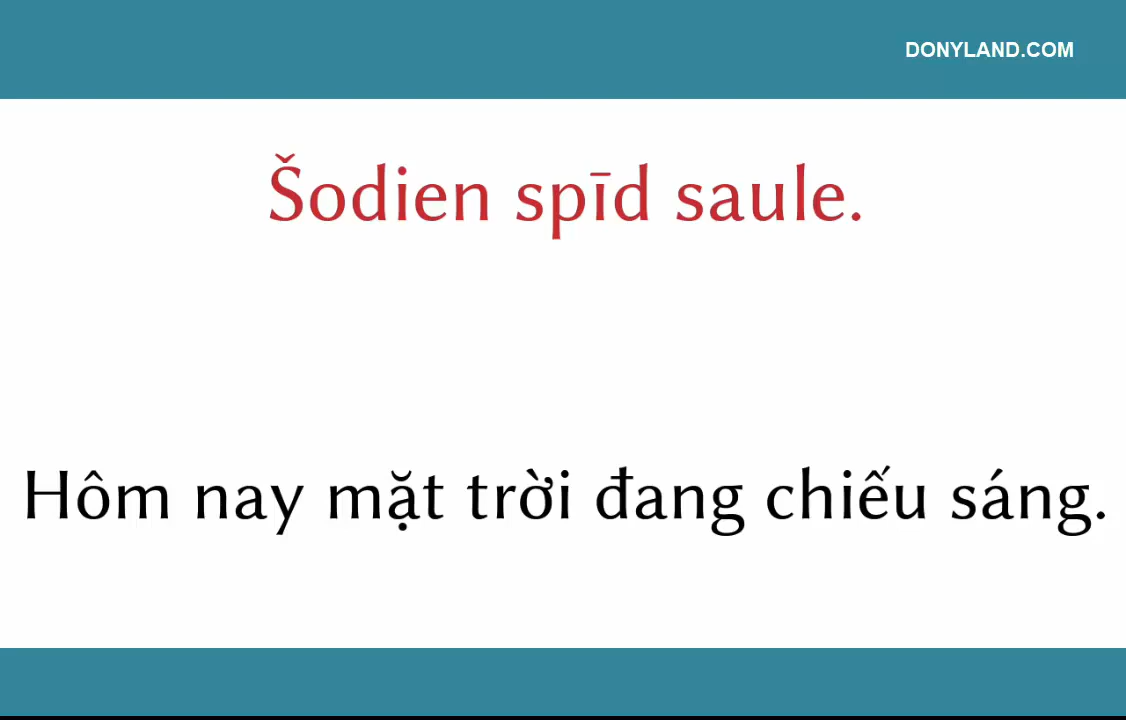 DONYLAND.COM
Šodien spīd saule.
Hôm nay mặt trời đang chiếu sáng.